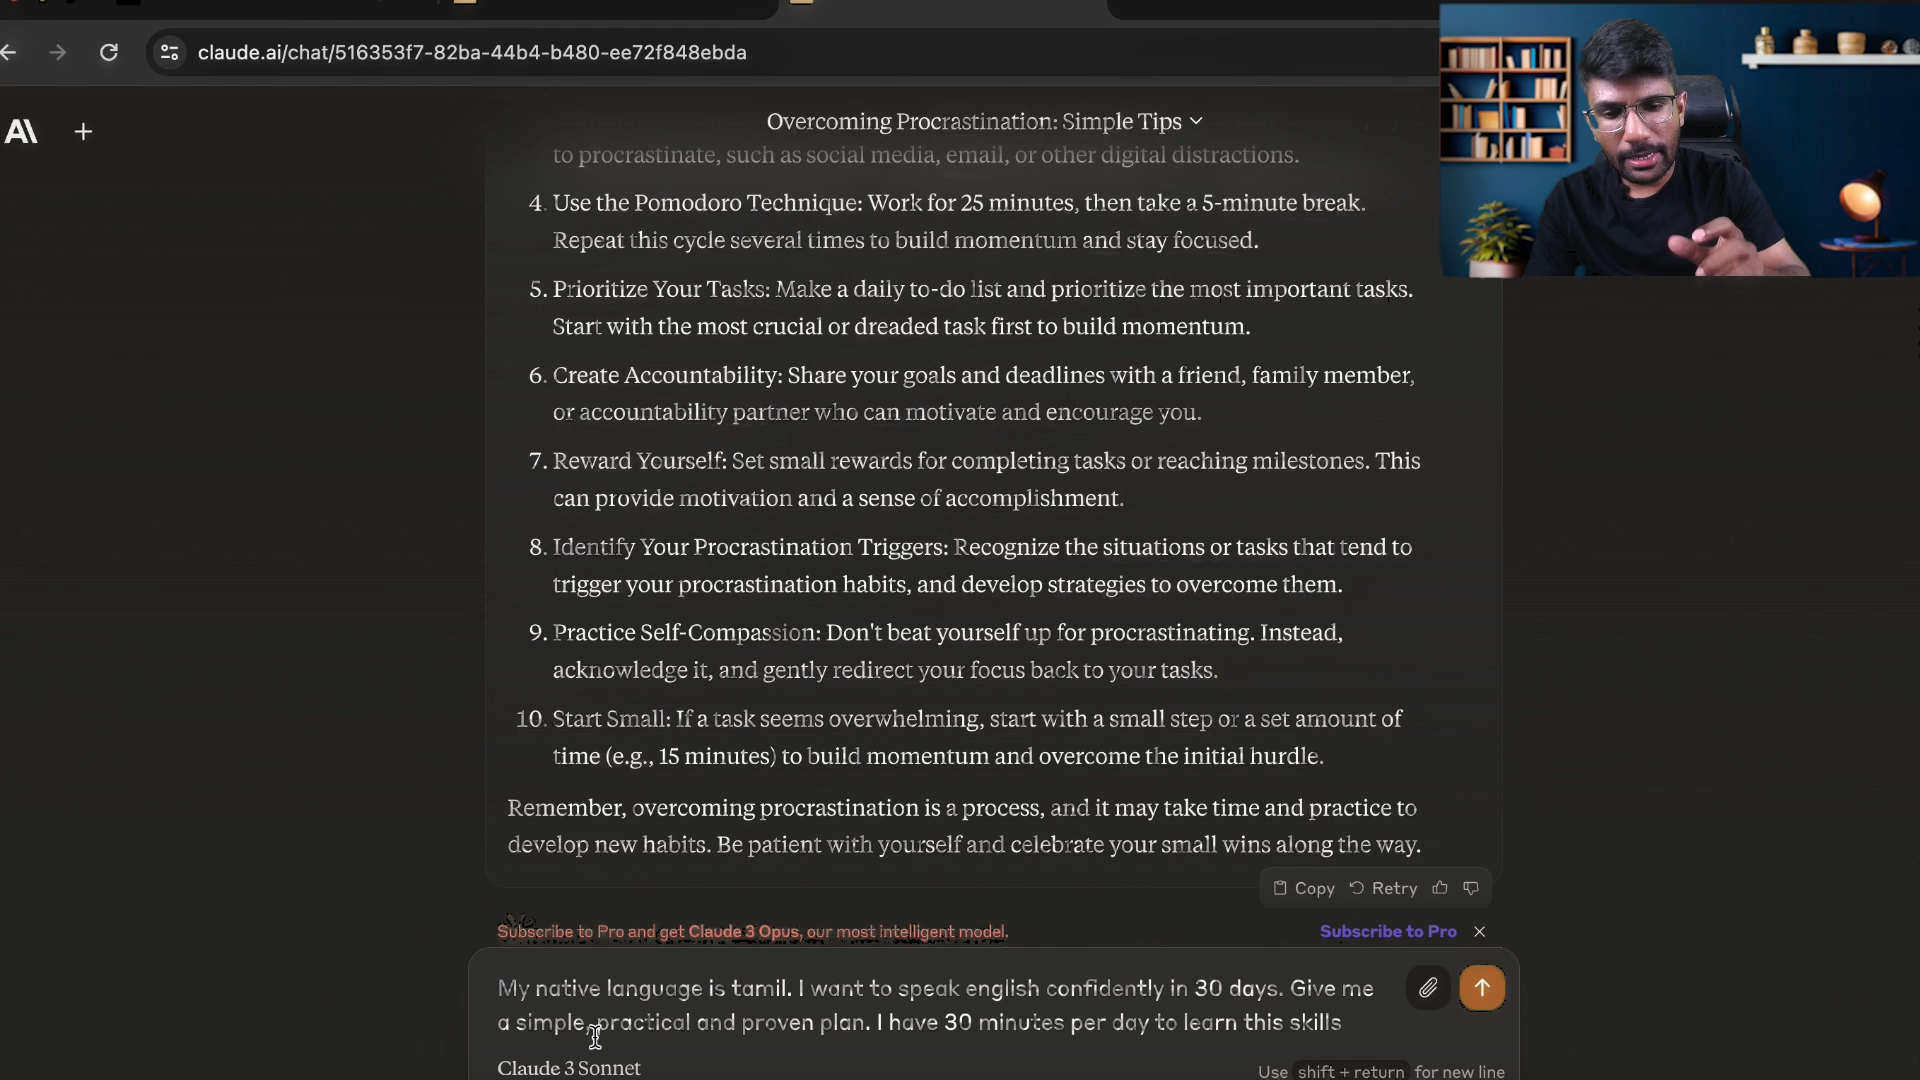 claude.ai/chat/516353f7-82ba-44b4-b480-ee72f848ebda
A\
Overcoming Procrastination: Simple Tips
to procrastinate, such as social media, email, or other digital distractions.
4. Use the Pomodoro Technique: Work for 25 minutes, then take a 5-minute break.
Repeat this cycle several times to build momentum and stay focused.
5. Prioritize Your Tasks: Make a daily to-do list and prioritize the most important tasks.
Start with the most crucial or dreaded task first to build momentum.
6. Create Accountability: Share your goals and deadlines with a friend, family member,
or accountability partner who can motivate and encourage you.
7. Reward Yourself: Set small rewards for completing tasks or reaching milestones. This
can provide motivation and a sense of accomplishment.
8. Identify Your Procrastination Triggers: Recognize the situations or tasks that tend to
trigger your procrastination habits, and develop strategies to overcome them.
9. Practice Self-Compassion: Don't beat yourself up for procrastinating. Instead,
acknowledge it, and gently redirect your focus back to your tasks.
10. Start Small: If a task seems overwhelming, start with a small step or a set amount of
time (e.g., 15 minutes) to build momentum and overcome the initial hurdle.
Remember, overcoming procrastination is a process, and it may take time and practice to
develop new habits. Be patient with yourself and celebrate your small wins along the way.
Copy Retry
Subscribe to Pro and get Claude 3 Opus, our most intelligent model. Subscribe to Pro
My native language is tamil. I want to speak english confidently in 30 days. Give me
a simple, practical and proven plan. I have 30 minutes per day to learn this skills
Claude 3 Sonnet Use shift + return for new line